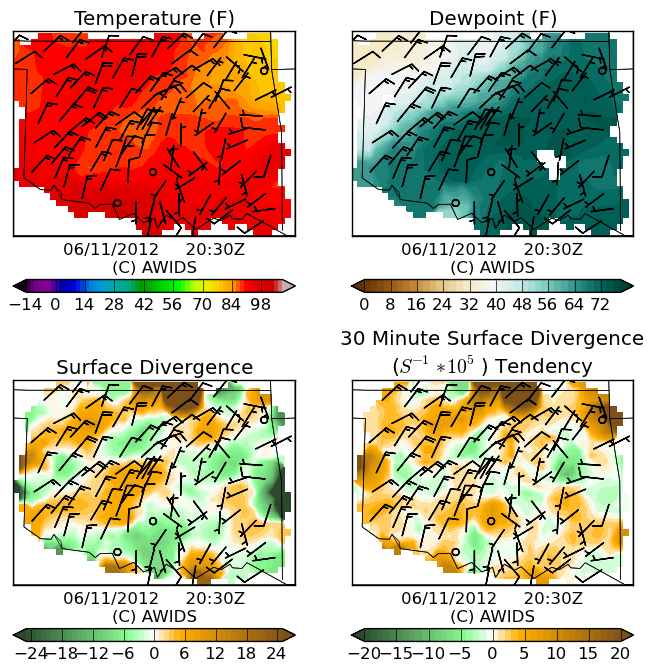 Temperature (F)
Dewpoint (F)
06/11/2012 20:30Z
(C) AWIDS
06/11/2012 20:30Z
(C) AWIDS
−14 0 14 28 42 56 70 84 98
0 8 16 24 32 40 48 56 64 72
Surface Divergence
30 Minute Surface Divergence
(S⁻¹ *10⁵ ) Tendency
06/11/2012 20:30Z
(C) AWIDS
06/11/2012 20:30Z
(C) AWIDS
−24 −18 −12 −6 0 6 12 18 24
−20 −15 −10 −5 0 5 10 15 20